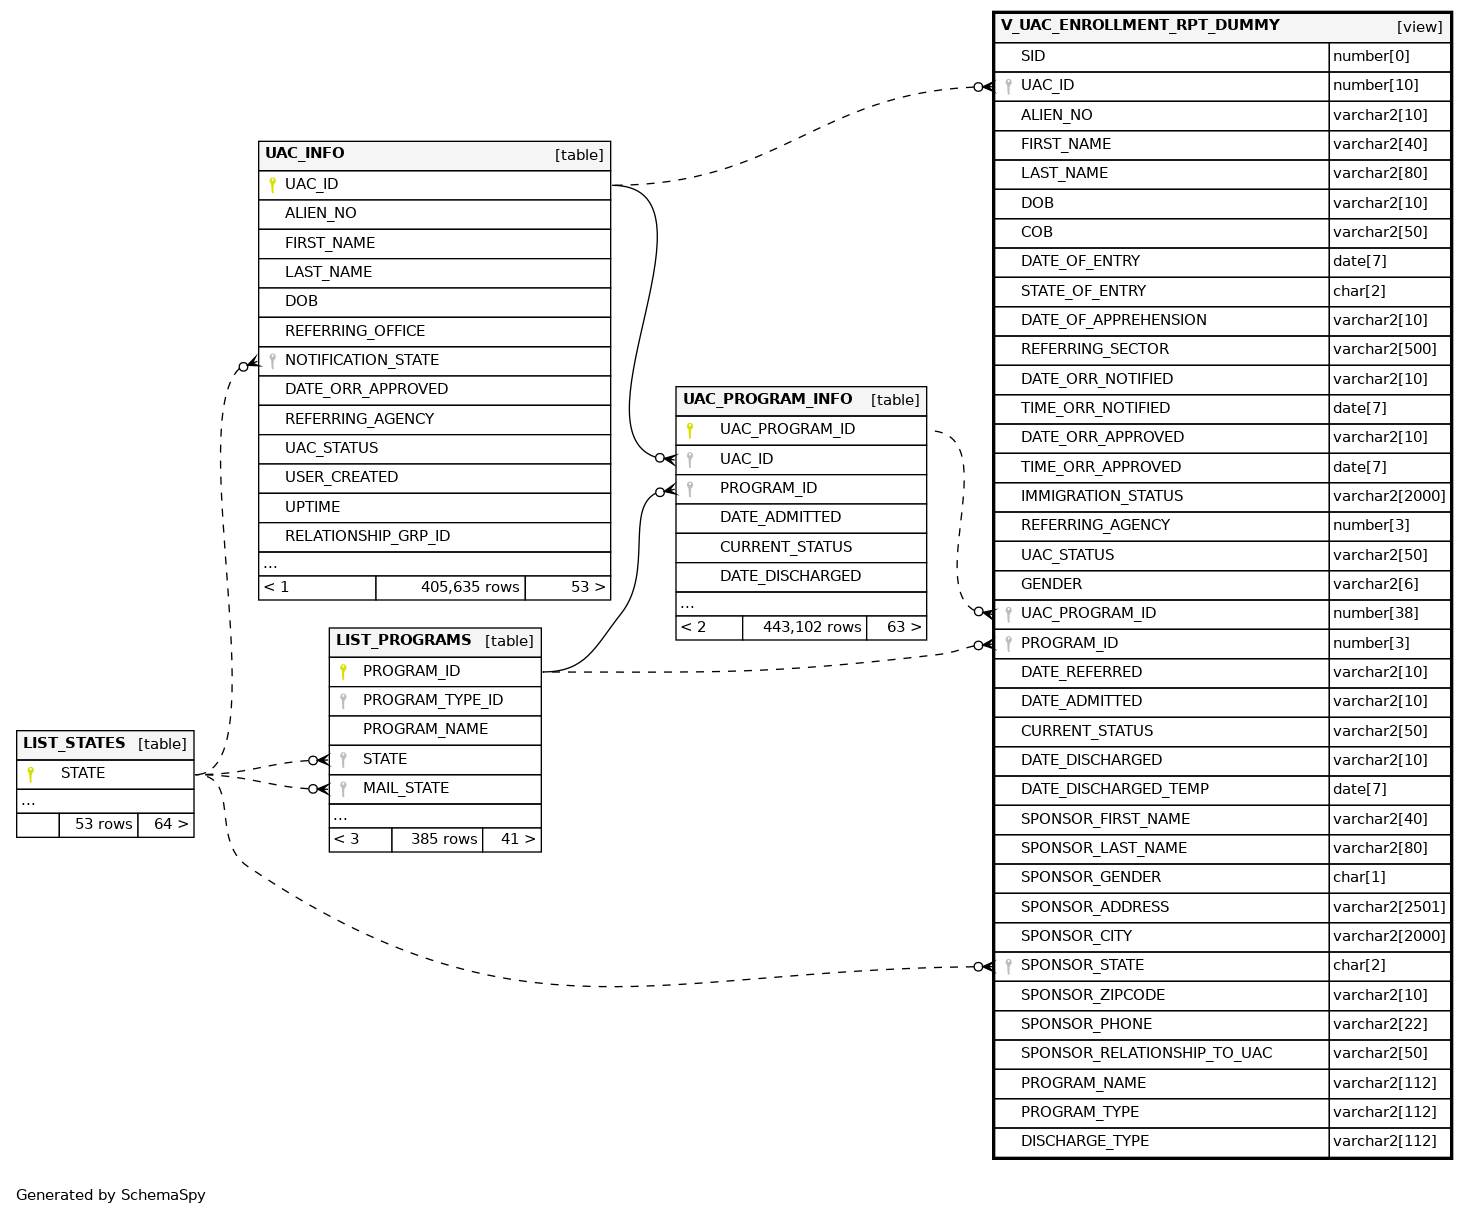 V_UAC_ENROLLMENT_RPT_DUMMY [view]
SID number[0]
UAC_ID number[10]
ALIEN_NO varchar2[10]
FIRST_NAME varchar2[40]
LAST_NAME varchar2[80]
DOB varchar2[10]
COB varchar2[50]
DATE_OF_ENTRY date[7]
STATE_OF_ENTRY char[2]
DATE_OF_APPREHENSION varchar2[10]
REFERRING_SECTOR varchar2[500]
DATE_ORR_NOTIFIED varchar2[10]
TIME_ORR_NOTIFIED date[7]
DATE_ORR_APPROVED varchar2[10]
TIME_ORR_APPROVED date[7]
IMMIGRATION_STATUS varchar2[2000]
REFERRING_AGENCY number[3]
UAC_STATUS varchar2[50]
GENDER varchar2[6]
UAC_PROGRAM_ID number[38]
PROGRAM_ID number[3]
DATE_REFERRED varchar2[10]
DATE_ADMITTED varchar2[10]
CURRENT_STATUS varchar2[50]
DATE_DISCHARGED varchar2[10]
DATE_DISCHARGED_TEMP date[7]
SPONSOR_FIRST_NAME varchar2[40]
SPONSOR_LAST_NAME varchar2[80]
SPONSOR_GENDER char[1]
SPONSOR_ADDRESS varchar2[2501]
SPONSOR_CITY varchar2[2000]
SPONSOR_STATE char[2]
SPONSOR_ZIPCODE varchar2[10]
SPONSOR_PHONE varchar2[22]
SPONSOR_RELATIONSHIP_TO_UAC varchar2[50]
PROGRAM_NAME varchar2[112]
PROGRAM_TYPE varchar2[112]
DISCHARGE_TYPE varchar2[112]
UAC_INFO [table]
UAC_ID
ALIEN_NO
FIRST_NAME
LAST_NAME
DOB
REFERRING_OFFICE
NOTIFICATION_STATE
DATE_ORR_APPROVED
REFERRING_AGENCY
UAC_STATUS
USER_CREATED
UPTIME
RELATIONSHIP_GRP_ID
...
< 1 405,635 rows 53 >
UAC_PROGRAM_INFO [table]
UAC_PROGRAM_ID
UAC_ID
PROGRAM_ID
DATE_ADMITTED
CURRENT_STATUS
DATE_DISCHARGED
...
< 2 443,102 rows 63 >
LIST_PROGRAMS [table]
PROGRAM_ID
PROGRAM_TYPE_ID
PROGRAM_NAME
STATE
MAIL_STATE
...
< 3 385 rows 41 >
LIST_STATES [table]
STATE
...
53 rows 64 >
Generated by SchemaSpy